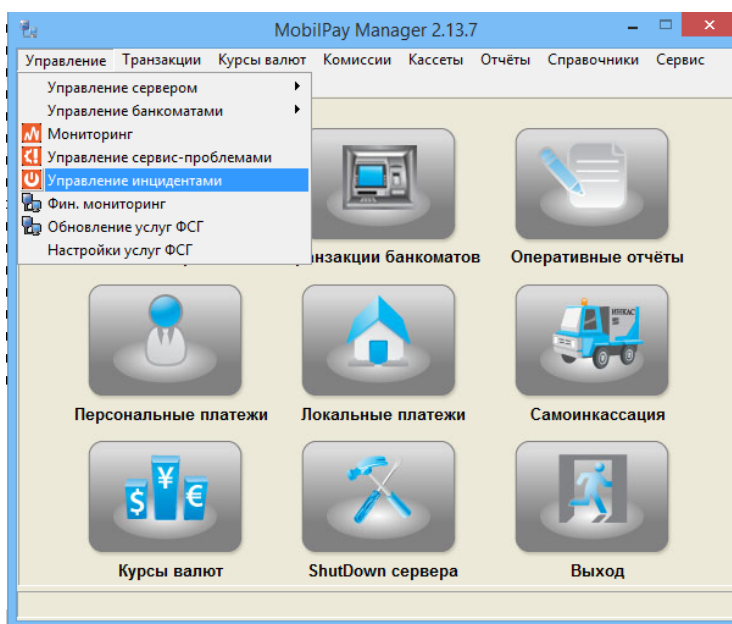 MobilPay Manager 2.13.7
Управление Транзакции Курсы валют Комиссии Кассеты Отчёты Справочники Сервис
Управление сервером
Управление банкоматами
Мониторинг
Управление сервис-проблемами
Управление инцидентами
Фин. мониторинг
Обновление услуг ФСГ
Настройки услуг ФСГ
банкоматов Оперативные отчёты
ИНКАС
Персональные платежи Локальные платежи Самоинкассация
$ ¥ €
Курсы валют ShutDown сервера Выход